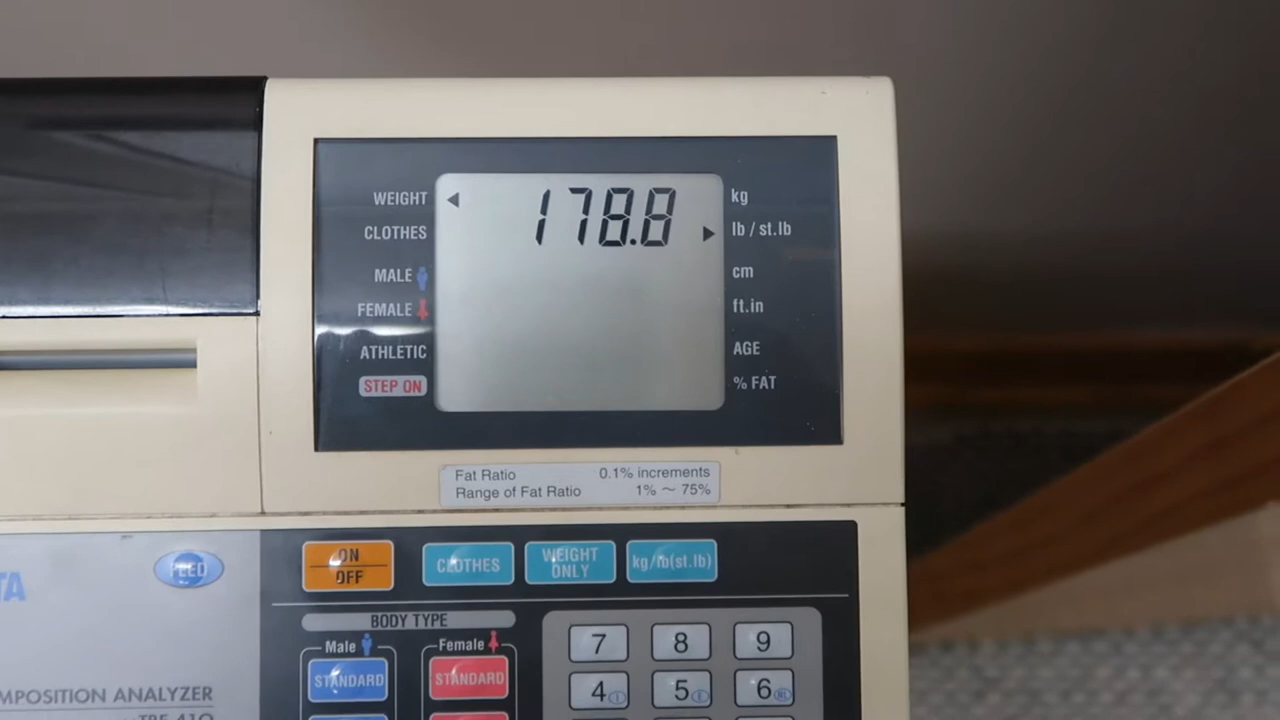 WEIGHT
178.8
kg
CLOTHES
lb / st.lb
MALE
cm
FEMALE
ft.in
ATHLETIC
AGE
STEP ON
% FAT
Fat Ratio 0.1% increments
Range of Fat Ratio 1% ~ 75%
ON
OFF
CLOTHES
WEIGHT
ONLY
kg/lb(st.lb)
FEED
TA
BODY TYPE
Male
Female
STANDARD
STANDARD
7 8 9
4 5 6
MPOSITION ANALYZER